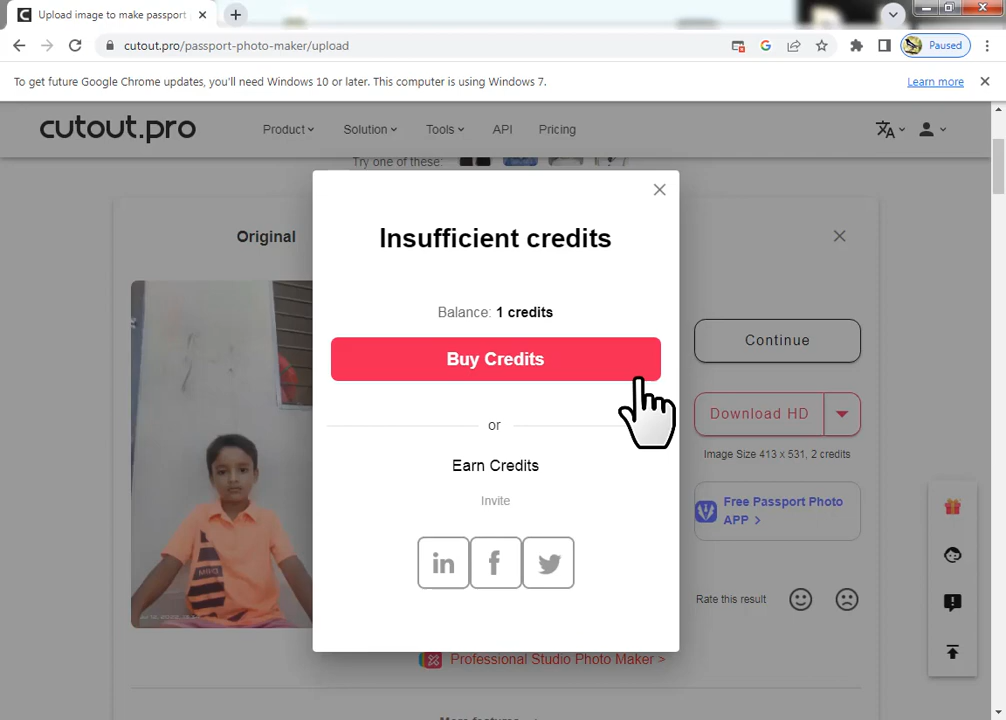 Upload image to make passport
cutout.pro/passport-photo-maker/upload
Paused
To get future Google Chrome updates, you'll need Windows 10 or later. This computer is using Windows 7.
Learn more
cutout.pro
Product
Solution
Tools
API
Pricing
Try one of these:
Original
Insufficient credits
Balance: 1 credits
Buy Credits
or
Earn Credits
Invite
Continue
Download HD
Image Size 413 x 531, 2 credits
Free Passport Photo
APP >
Rate this result
Professional Studio Photo Maker >